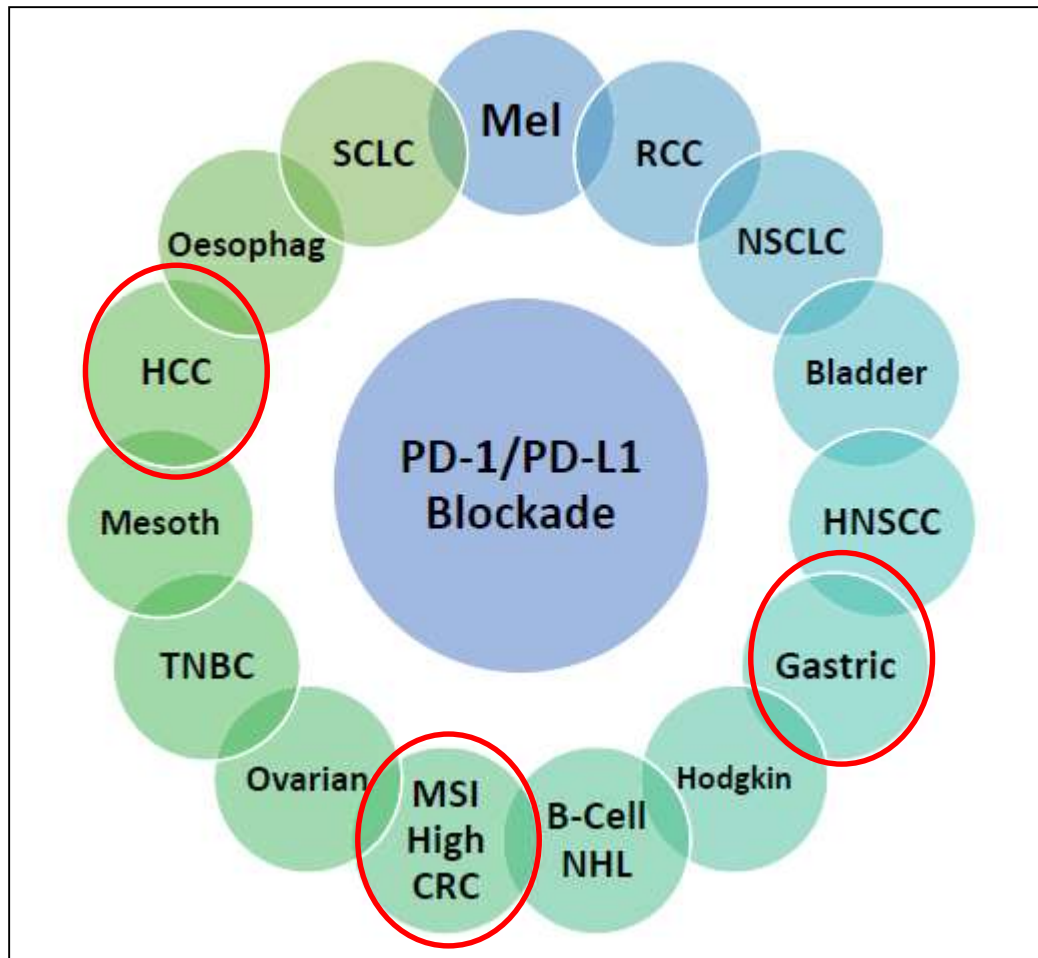 Mel
RCC
NSCLC
Bladder
HNSCC
Gastric
Hodgkin
B-Cell
NHL
MSI
High
CRC
Ovarian
TNBC
Mesoth
HCC
Oesophag
SCLC
PD-1/PD-L1
Blockade